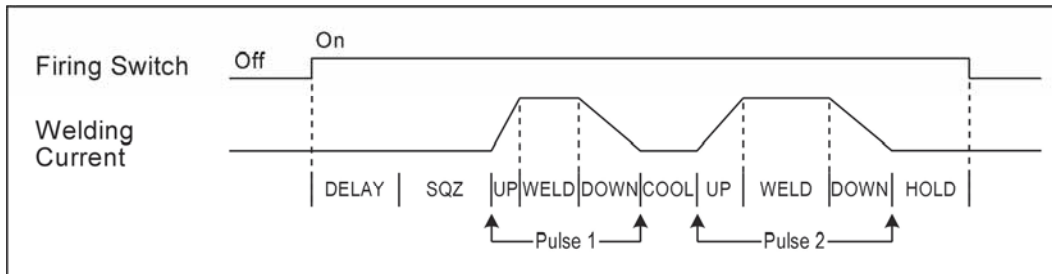 On
Firing Switch Off
Welding
Current
DELAY SQZ UP WELD DOWN COOL UP WELD DOWN HOLD
Pulse 1 Pulse 2